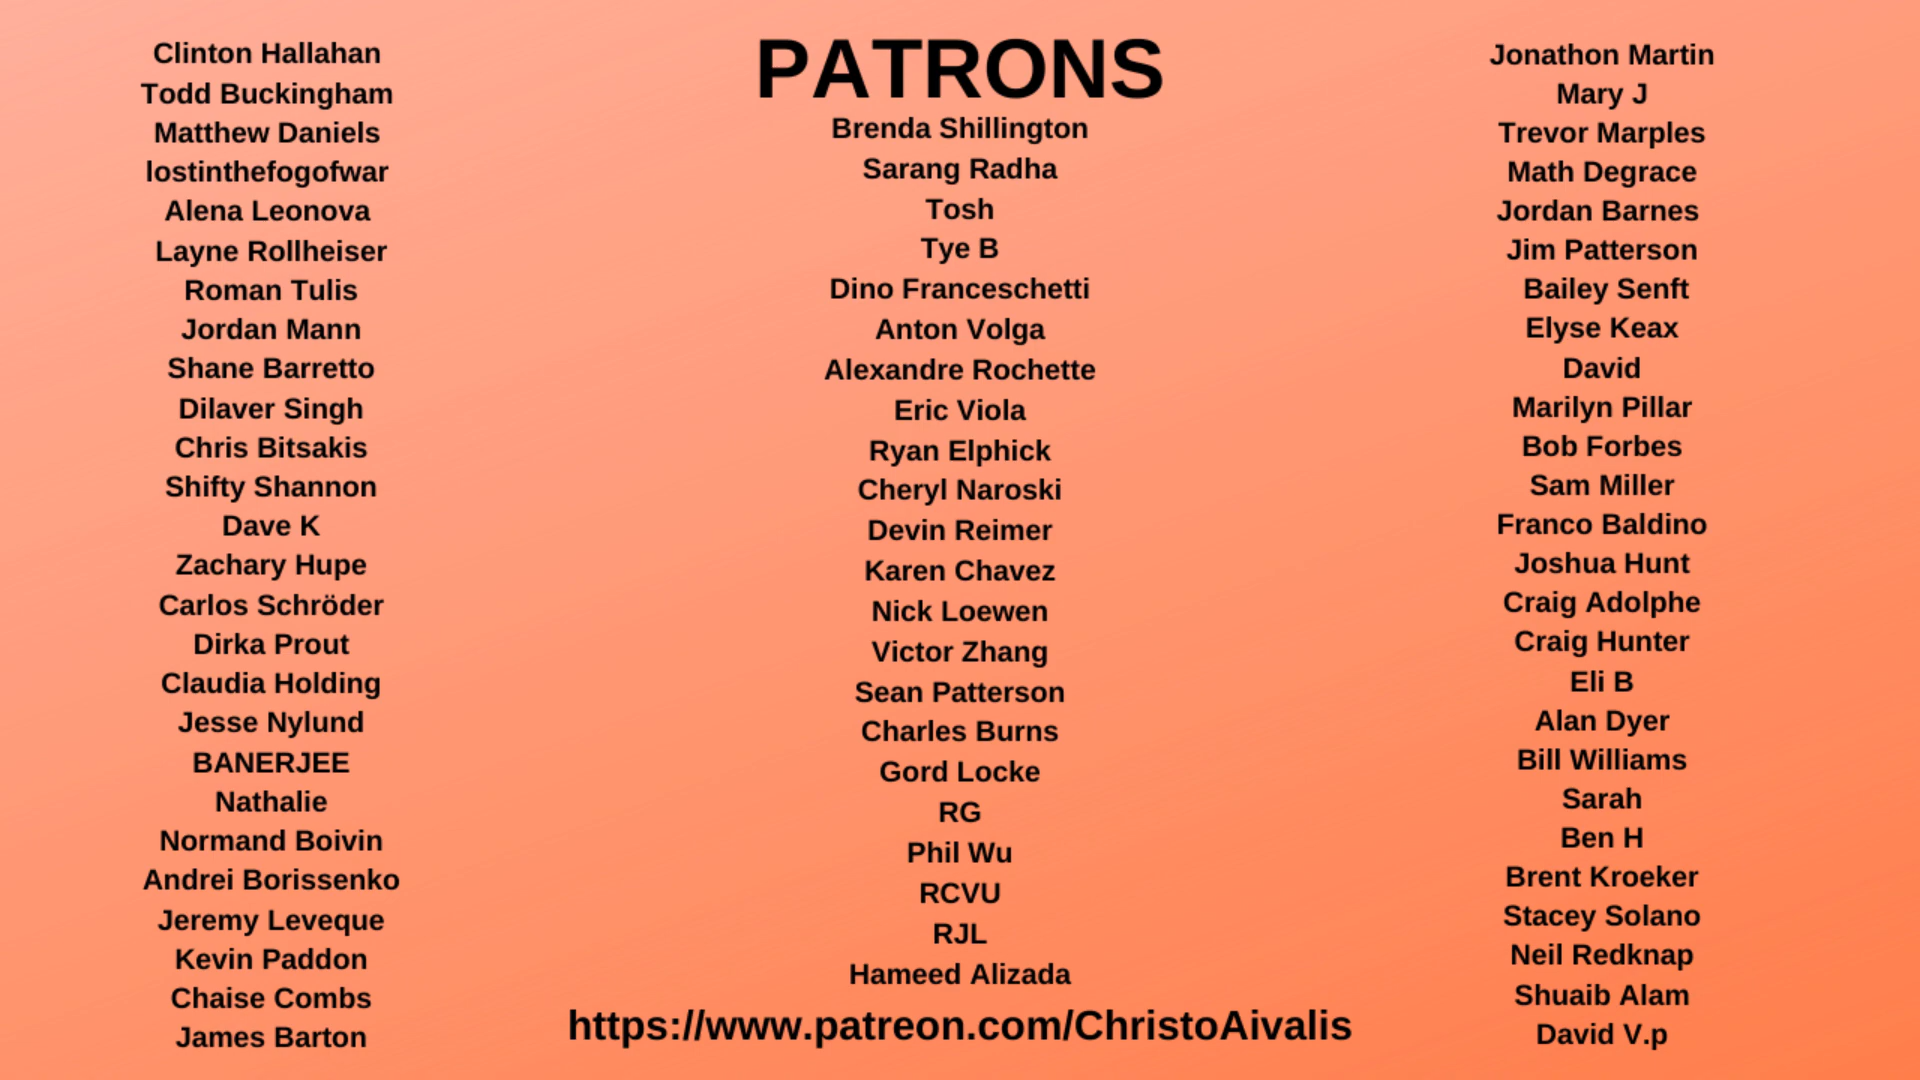 Clinton Hallahan
Todd Buckingham
Matthew Daniels
lostinthefogofwar
Alena Leonova
Layne Rollheiser
Roman Tulis
Jordan Mann
Shane Barretto
Dilaver Singh
Chris Bitsakis
Shifty Shannon
Dave K
Zachary Hupe
Carlos Schröder
Dirka Prout
Claudia Holding
Jesse Nylund
BANERJEE
Nathalie
Normand Boivin
Andrei Borissenko
Jeremy Leveque
Kevin Paddon
Chaise Combs
James Barton
PATRONS
Brenda Shillington
Sarang Radha
Tosh
Tye B
Dino Franceschetti
Anton Volga
Alexandre Rochette
Eric Viola
Ryan Elphick
Cheryl Naroski
Devin Reimer
Karen Chavez
Nick Loewen
Victor Zhang
Sean Patterson
Charles Burns
Gord Locke
RG
Phil Wu
RCVU
RJL
Hameed Alizada
https://www.patreon.com/ChristoAivalis
Jonathon Martin
Mary J
Trevor Marples
Math Degrace
Jordan Barnes
Jim Patterson
Bailey Senft
Elyse Keax
David
Marilyn Pillar
Bob Forbes
Sam Miller
Franco Baldino
Joshua Hunt
Craig Adolphe
Craig Hunter
Eli B
Alan Dyer
Bill Williams
Sarah
Ben H
Brent Kroeker
Stacey Solano
Neil Redknap
Shuaib Alam
David V.p